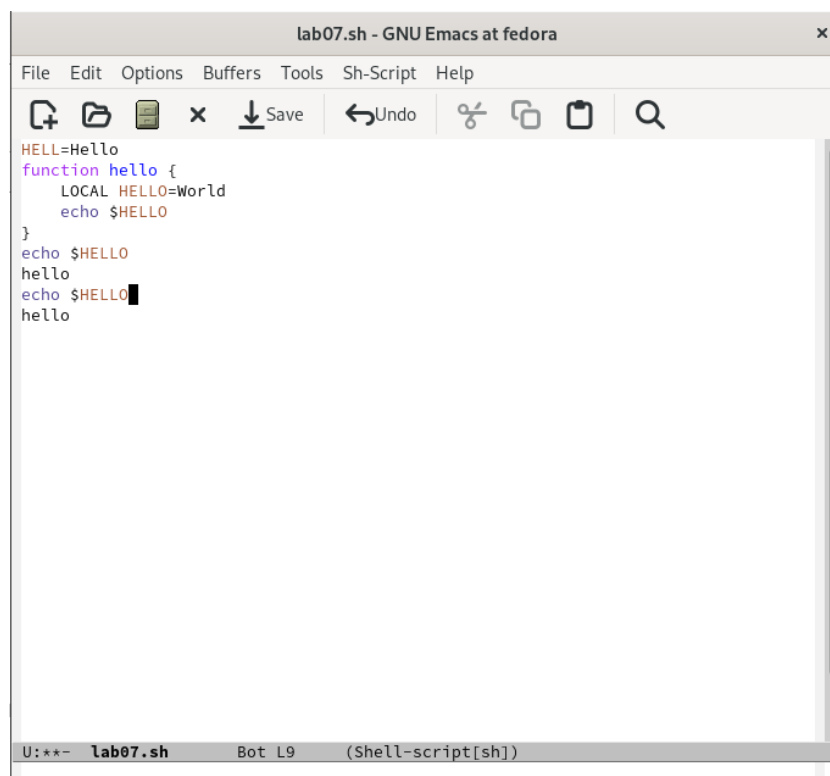 lab07.sh - GNU Emacs at fedora
File Edit Options Buffers Tools Sh-Script Help
Save Undo
HELL=Hello
function hello {
    LOCAL HELLO=World
    echo $HELLO
}
echo $HELLO
hello
echo $HELLO
hello
U:**- lab07.sh Bot L9 (Shell-script[sh])